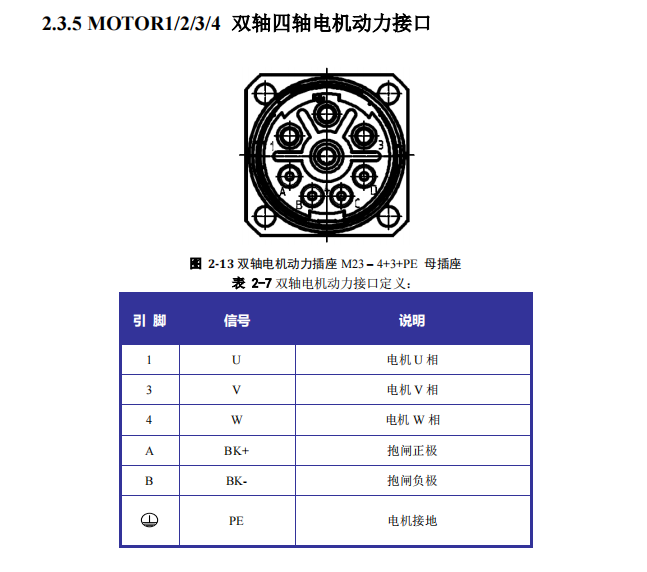 2.3.5 MOTOR1/2/3/4 双轴四轴电机动力接口
1
3
A
D
B
C
图 2-13 双轴电机动力插座 M23－4+3+PE 母插座
表 2-7 双轴电机动力接口定义：
引 脚 信号 说明
1 U 电机 U 相
3 V 电机 V 相
4 W 电机 W 相
A BK+ 抱闸正极
B BK- 抱闸负极
PE 电机接地